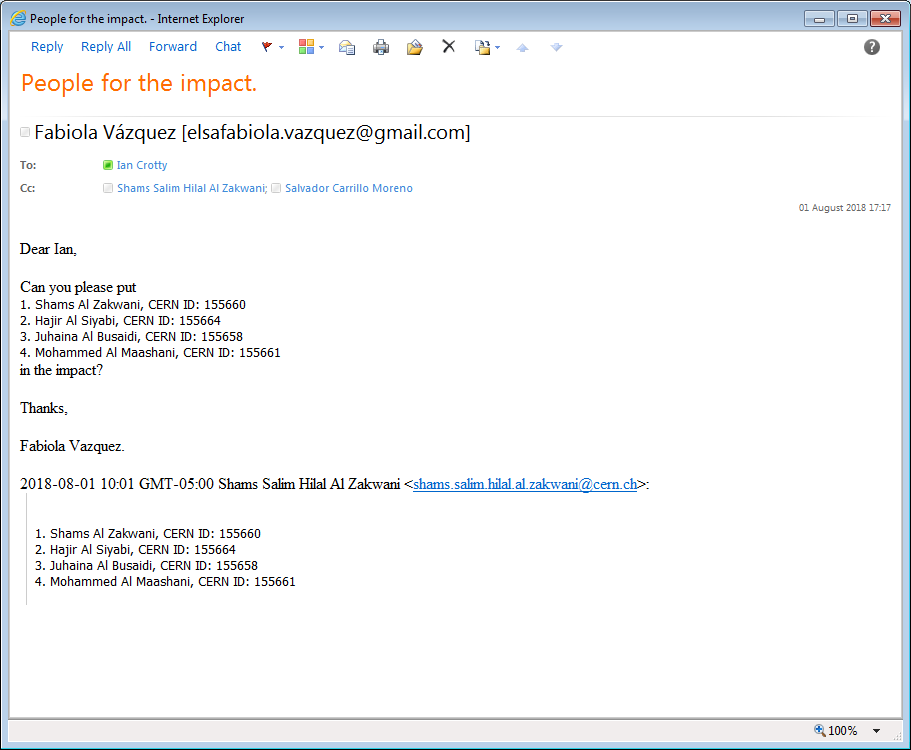 People for the impact. - Internet Explorer
Reply Reply All Forward Chat
People for the impact.
Fabiola Vázquez [elsafabiola.vazquez@gmail.com]
To: Ian Crotty
Cc: Shams Salim Hilal Al Zakwani; Salvador Carrillo Moreno
01 August 2018 17:17
Dear Ian,
Can you please put
1. Shams Al Zakwani, CERN ID: 155660
2. Hajir Al Siyabi, CERN ID: 155664
3. Juhaina Al Busaidi, CERN ID: 155658
4. Mohammed Al Maashani, CERN ID: 155661
in the impact?
Thanks,
Fabiola Vazquez.
2018-08-01 10:01 GMT-05:00 Shams Salim Hilal Al Zakwani <shams.salim.hilal.al.zakwani@cern.ch>:
1. Shams Al Zakwani, CERN ID: 155660
2. Hajir Al Siyabi, CERN ID: 155664
3. Juhaina Al Busaidi, CERN ID: 155658
4. Mohammed Al Maashani, CERN ID: 155661
100%